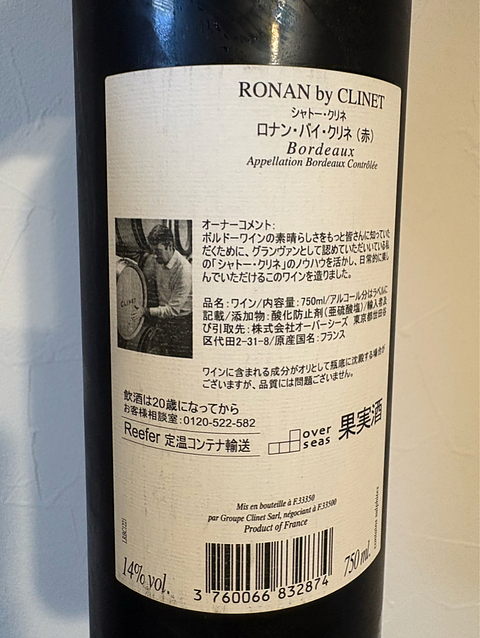 RONAN by CLINET
シャトー・クリネ
ロナン・バイ・クリネ（赤）
Bordeaux
Appellation Bordeaux Contrôlée
オーナーコメント:
ボルドーワインの素晴らしさをもっと皆さんに知っていた
だくために、グランヴァンとして認めていただいている私
の「シャトー・クリネ」のノウハウを活かし、日常的に楽し
んでいただけるこのワインを造りました。
CLINET
品名:ワイン/内容量:750ml/アルコール分はラベルに
記載/添加物:酸化防止剤(亜硫酸塩)/輸入者及
び引取先:株式会社オーバーシーズ 東京都世田谷
区代田2-31-8/原産国名:フランス
ワインに含まれる成分がオリとして瓶底に沈殿する場合が
ございますが、品質には問題ございません。
飲酒は20歳になってから
お客様相談室:0120-522-582
Reefer 定温コンテナ輸送
over
seas
果実酒
Mis en bouteille à F.33350
par Groupe Clinet Sarl, négociant à F.33500
Product of France
14% vol.
3 760066 832874
750 ml.
contains sulphites